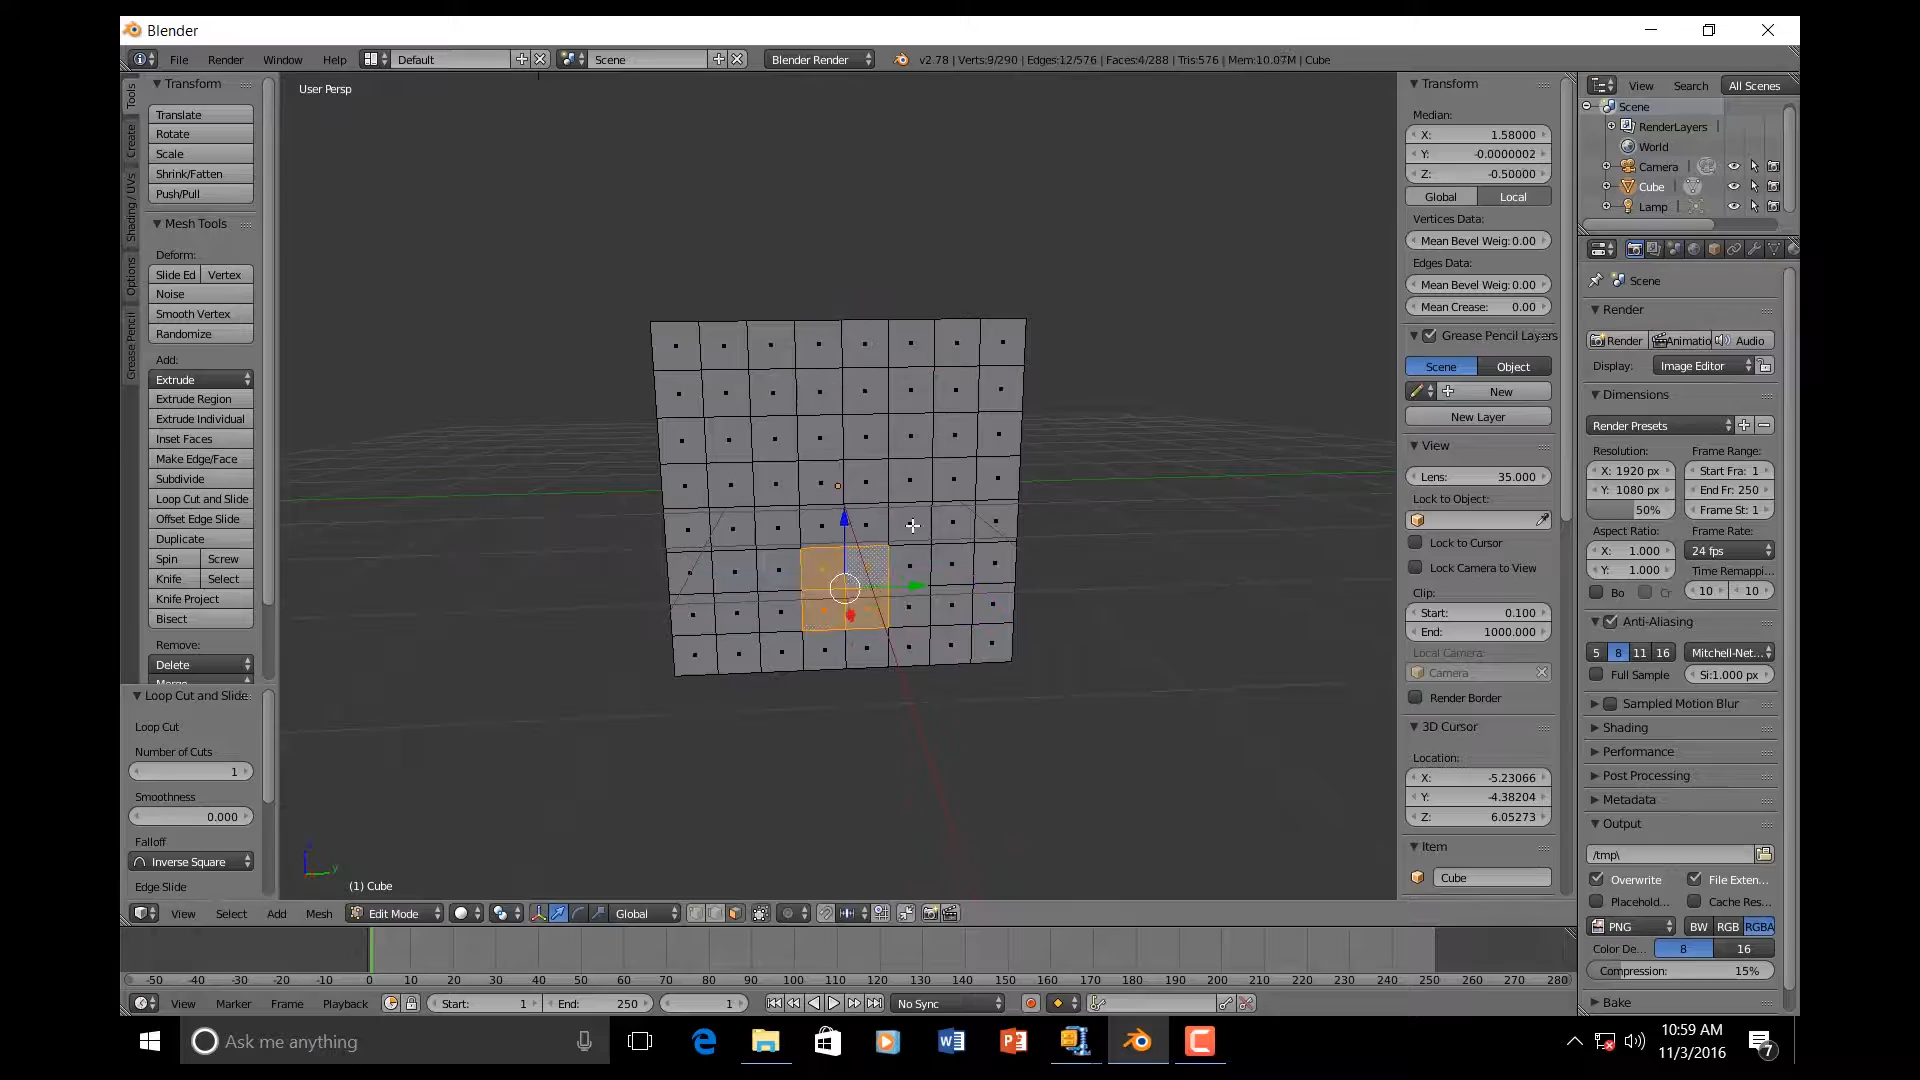 Blender
File Render Window Help Default Scene Blender Render v2.78 | Verts:9/290 | Edges:12/576 | Faces:4/288 | Tris:576 | Mem:10.07M | Cube
Tools
Create
Shading / UVs
Options
Grease Pencil
Transform
Translate
Rotate
Scale
Shrink/Fatten
Push/Pull
Mesh Tools
Deform:
Slide Ed Vertex
Noise
Smooth Vertex
Randomize
Add:
Extrude
Extrude Region
Extrude Individual
Inset Faces
Make Edge/Face
Subdivide
Loop Cut and Slide
Offset Edge Slide
Duplicate
Spin Screw
Knife Select
Knife Project
Bisect
Remove:
Delete
Merge
Loop Cut and Slide
Loop Cut
Number of Cuts
1
Smoothness
0.000
Falloff
Inverse Square
Edge Slide
User Persp
(1) Cube
View Select Add Mesh Edit Mode Global
Transform
Median:
X: 1.58000
Y: -0.0000002
Z: -0.50000
Global Local
Vertices Data:
Mean Bevel Weig: 0.00
Edges Data:
Mean Bevel Weig: 0.00
Mean Crease: 0.00
Grease Pencil Layers
Scene Object
New
New Layer
View
Lens: 35.000
Lock to Object:
Lock to Cursor
Lock Camera to View
Clip:
Start: 0.100
End: 1000.000
Local Camera:
Camera
Render Border
3D Cursor
Location:
X: -5.23066
Y: -4.38204
Z: 6.05273
Item
Cube
View Search All Scenes
Scene
RenderLayers
World
Camera
Cube
Lamp
Scene
Render
Render Animatio Audio
Display: Image Editor
Dimensions
Render Presets
Resolution: Frame Range:
X: 1920 px Start Fra: 1
Y: 1080 px End Fr: 250
50% Frame St: 1
Aspect Ratio: Frame Rate:
X: 1.000 24 fps
Y: 1.000 Time Remappi...
Bo Cr 10 10
Anti-Aliasing
5 8 11 16 Mitchell-Net...
Full Sample Si:1.000 px
Sampled Motion Blur
Shading
Performance
Post Processing
Metadata
Output
/tmp\
Overwrite File Exten...
Placehold... Cache Res...
PNG BW RGB RGBA
Color De... 8 16
Compression: 15%
Bake
-50 -40 -30 -20 -10 0 10 20 30 40 50 60 70 80 90 100 110 120 130 140 150 160 170 180 190 200 210 220 230 240 250 260 270 280
View Marker Frame Playback Start: 1 End: 250 1 No Sync
Ask me anything
10:59 AM
11/3/2016
7